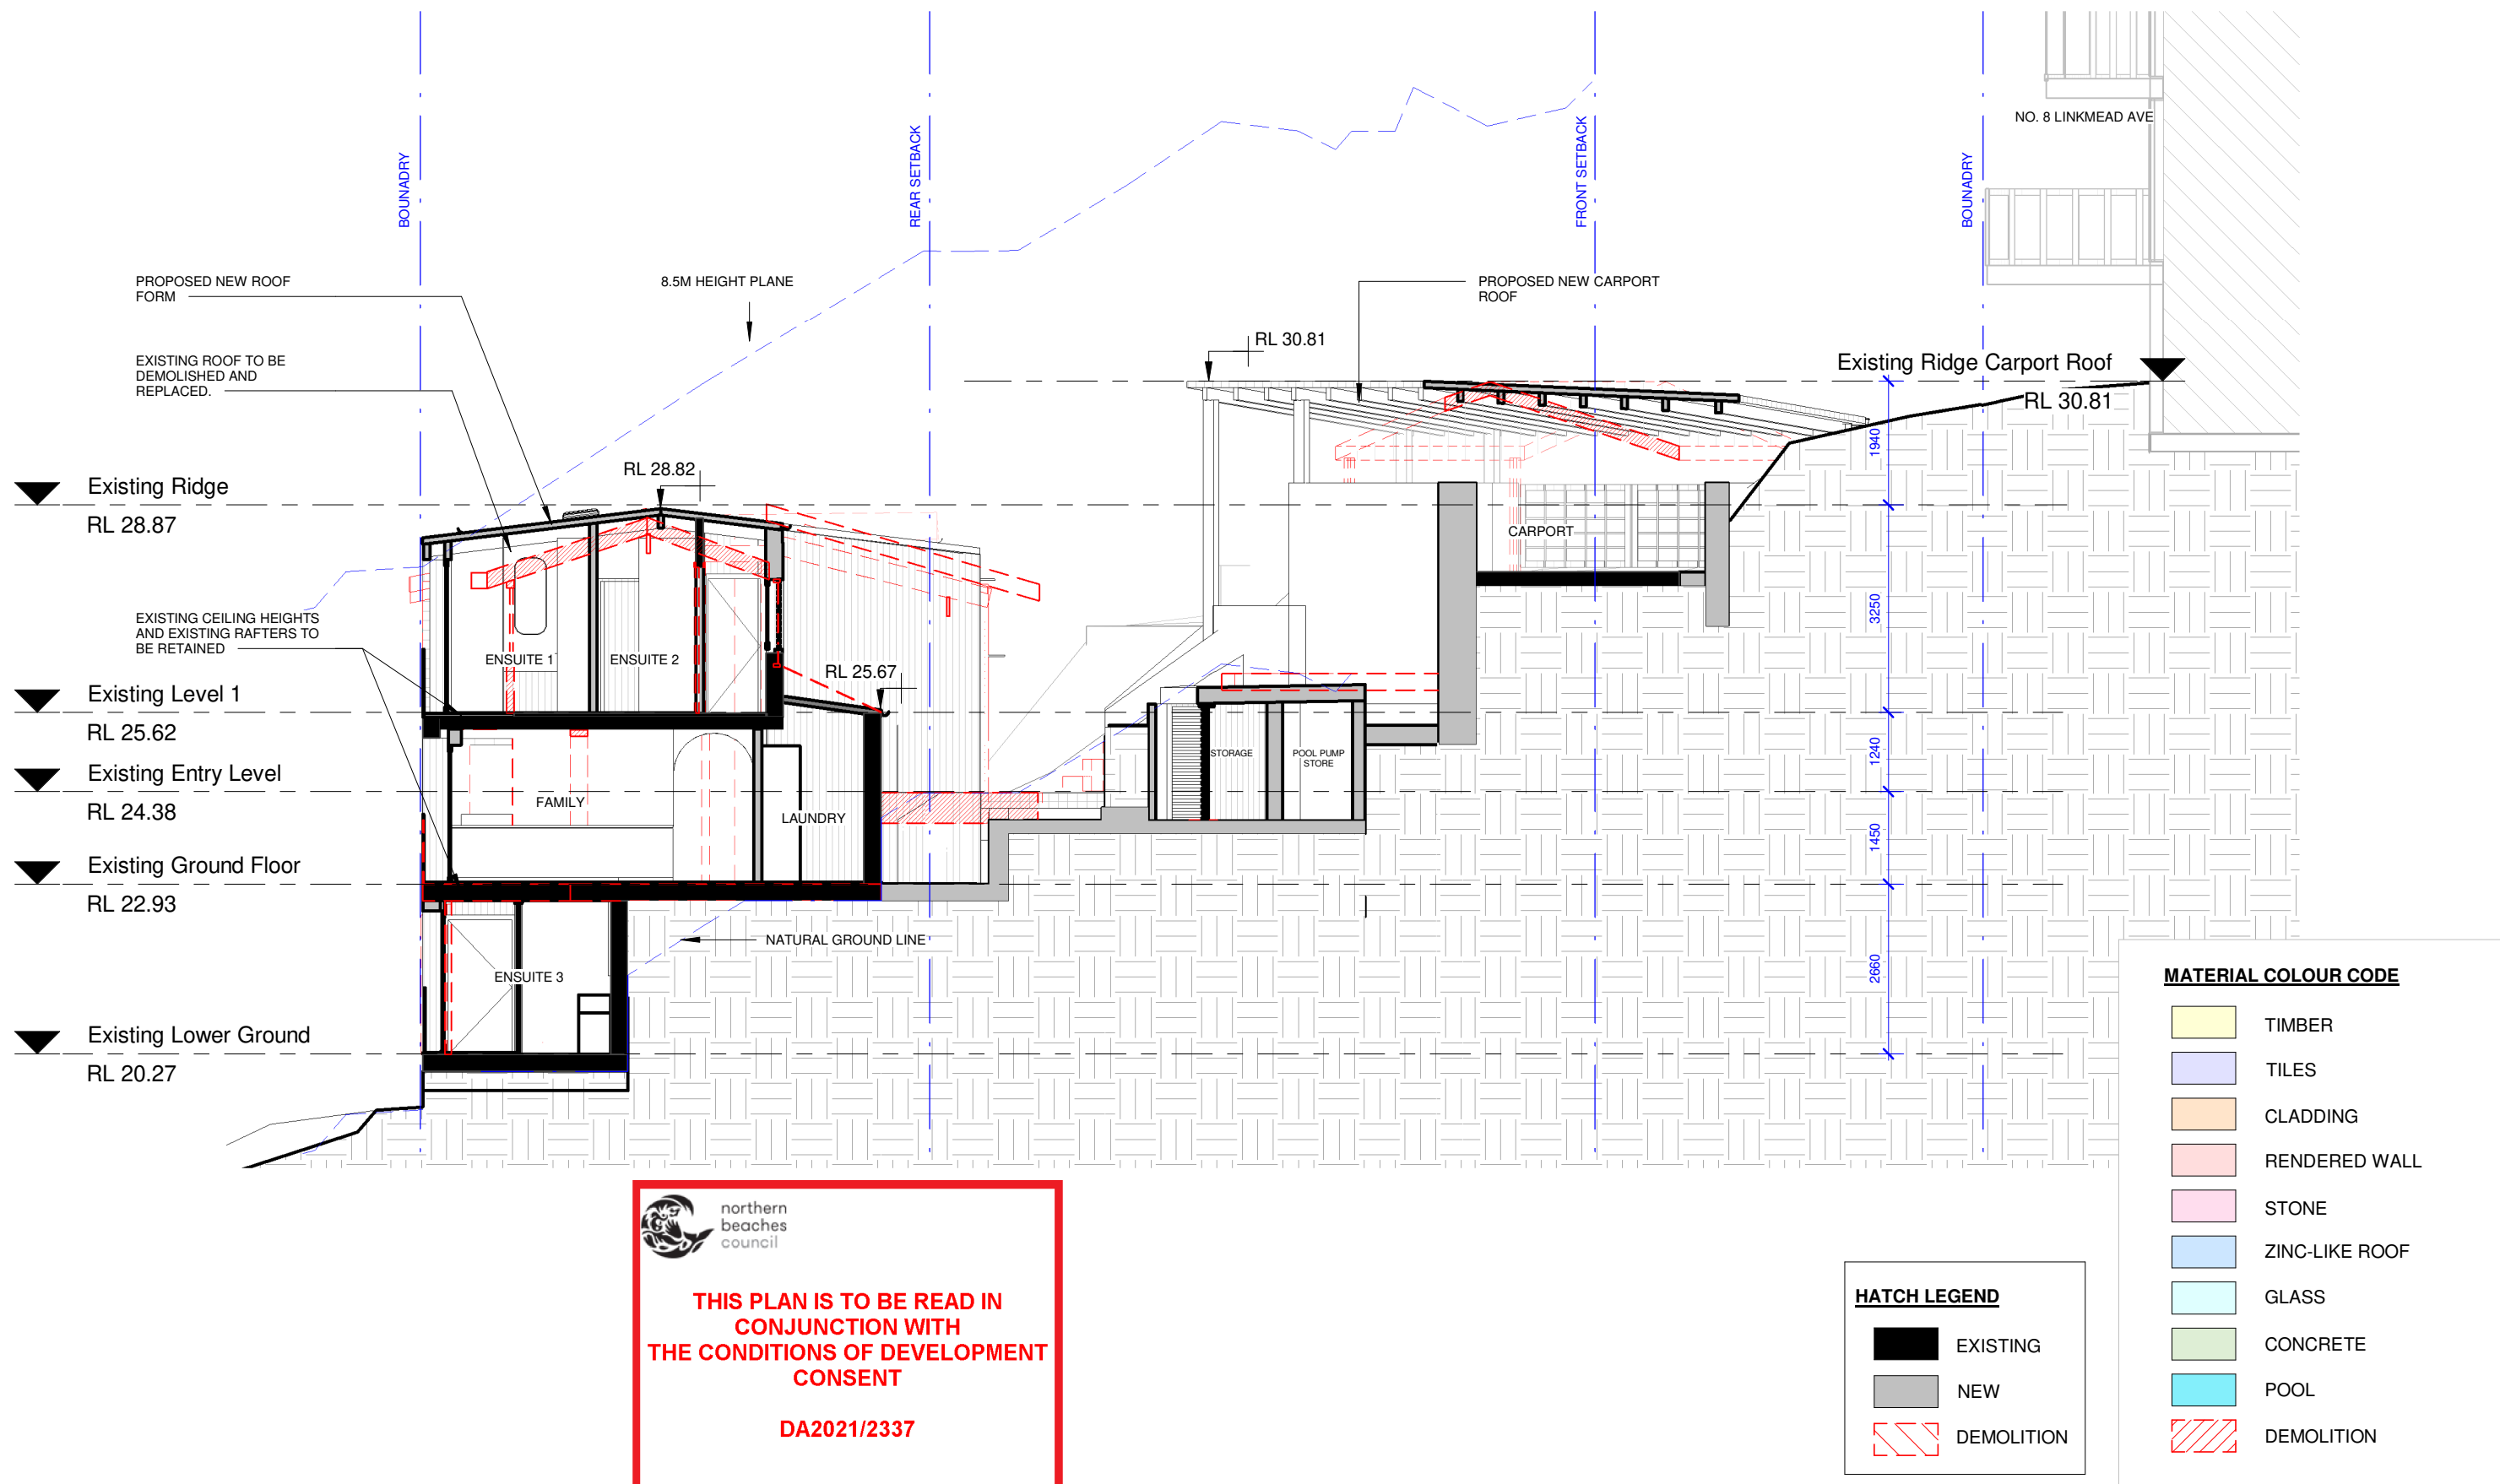 BOUNADRY
REAR SETBACK
FRONT SETBACK
BOUNADRY
NO. 8 LINKMEAD AVE
PROPOSED NEW ROOF
FORM
8.5M HEIGHT PLANE
PROPOSED NEW CARPORT
ROOF
EXISTING ROOF TO BE
DEMOLISHED AND
REPLACED.
RL 30.81
Existing Ridge Carport Roof
RL 30.81
1940
RL 28.82
Existing Ridge
RL 28.87
CARPORT
3250
EXISTING CEILING HEIGHTS
AND EXISTING RAFTERS TO
BE RETAINED
ENSUITE 1
ENSUITE 2
RL 25.67
Existing Level 1
RL 25.62
STORAGE
POOL PUMP
STORE
1240
Existing Entry Level
RL 24.38
FAMILY
LAUNDRY
1450
Existing Ground Floor
RL 22.93
NATURAL GROUND LINE
ENSUITE 3
2660
Existing Lower Ground
RL 20.27
MATERIAL COLOUR CODE
TIMBER
TILES
CLADDING
RENDERED WALL
STONE
ZINC-LIKE ROOF
GLASS
CONCRETE
POOL
DEMOLITION
HATCH LEGEND
EXISTING
NEW
DEMOLITION
northern
beaches
council
THIS PLAN IS TO BE READ IN
CONJUNCTION WITH
THE CONDITIONS OF DEVELOPMENT
CONSENT
DA2021/2337